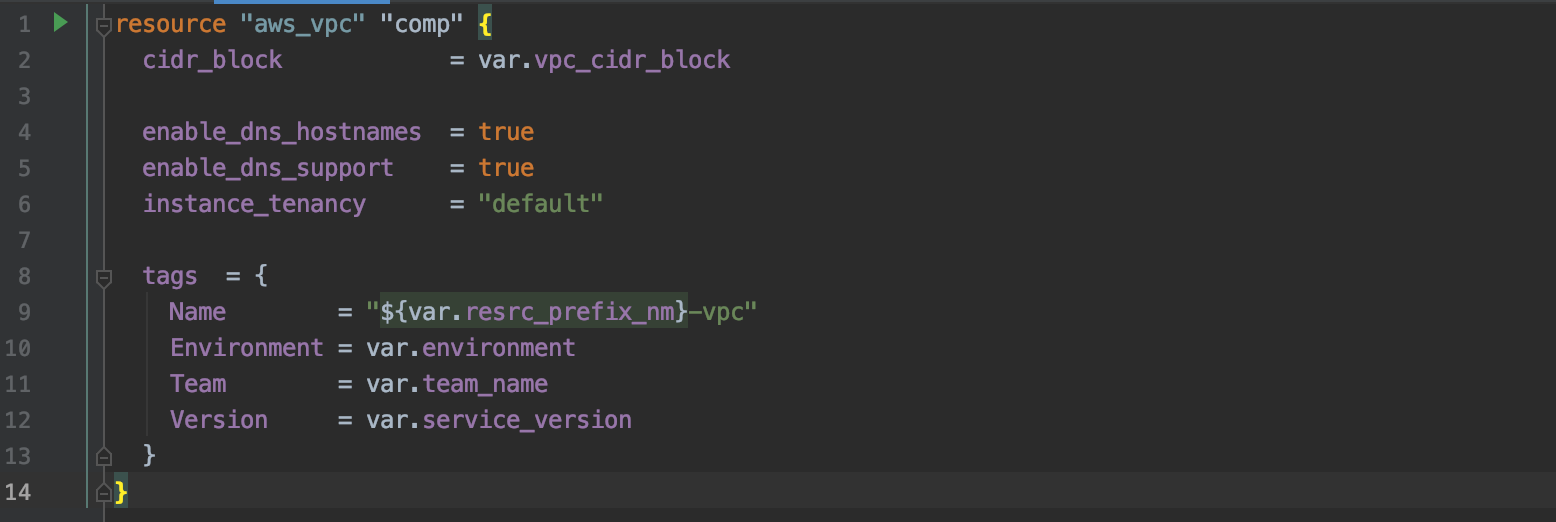 1 resource "aws_vpc" "comp" {
2   cidr_block            = var.vpc_cidr_block
3
4   enable_dns_hostnames  = true
5   enable_dns_support    = true
6   instance_tenancy      = "default"
7
8   tags  = {
9     Name        = "${var.resrc_prefix_nm}-vpc"
10     Environment = var.environment
11     Team        = var.team_name
12     Version     = var.service_version
13   }
14 }